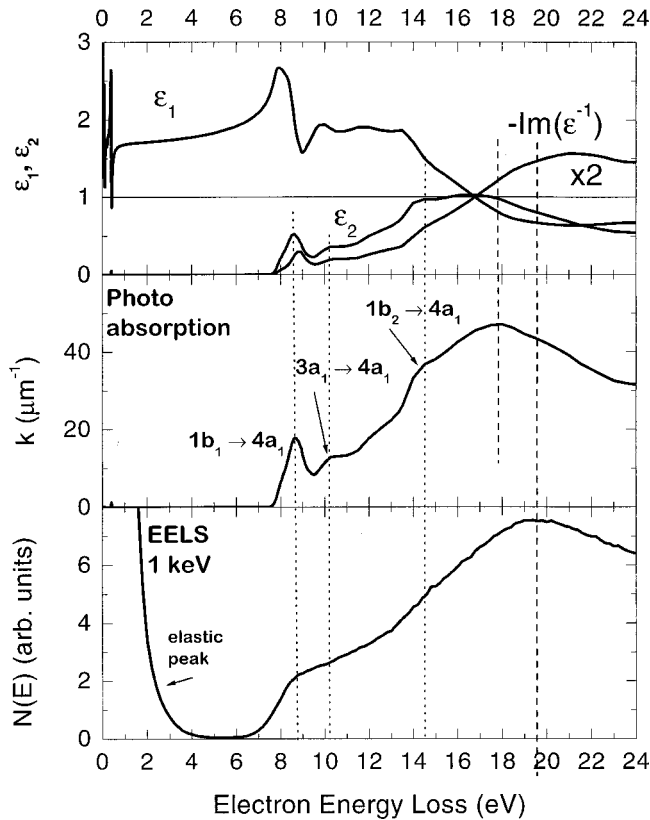 0 2 4 6 8 10 12 14 16 18 20 22 24
3
2
1
0
ε₁, ε₂
ε₁
ε₂
-Im(ε⁻¹)
x2
Photo
absorption
1b₂→4a₁
3a₁→4a₁
1b₁→4a₁
40
20
0
k (μm⁻¹)
EELS
1 keV
elastic
peak
6
4
2
0
N(E) (arb. units)
0 2 4 6 8 10 12 14 16 18 20 22 24
Electron Energy Loss (eV)